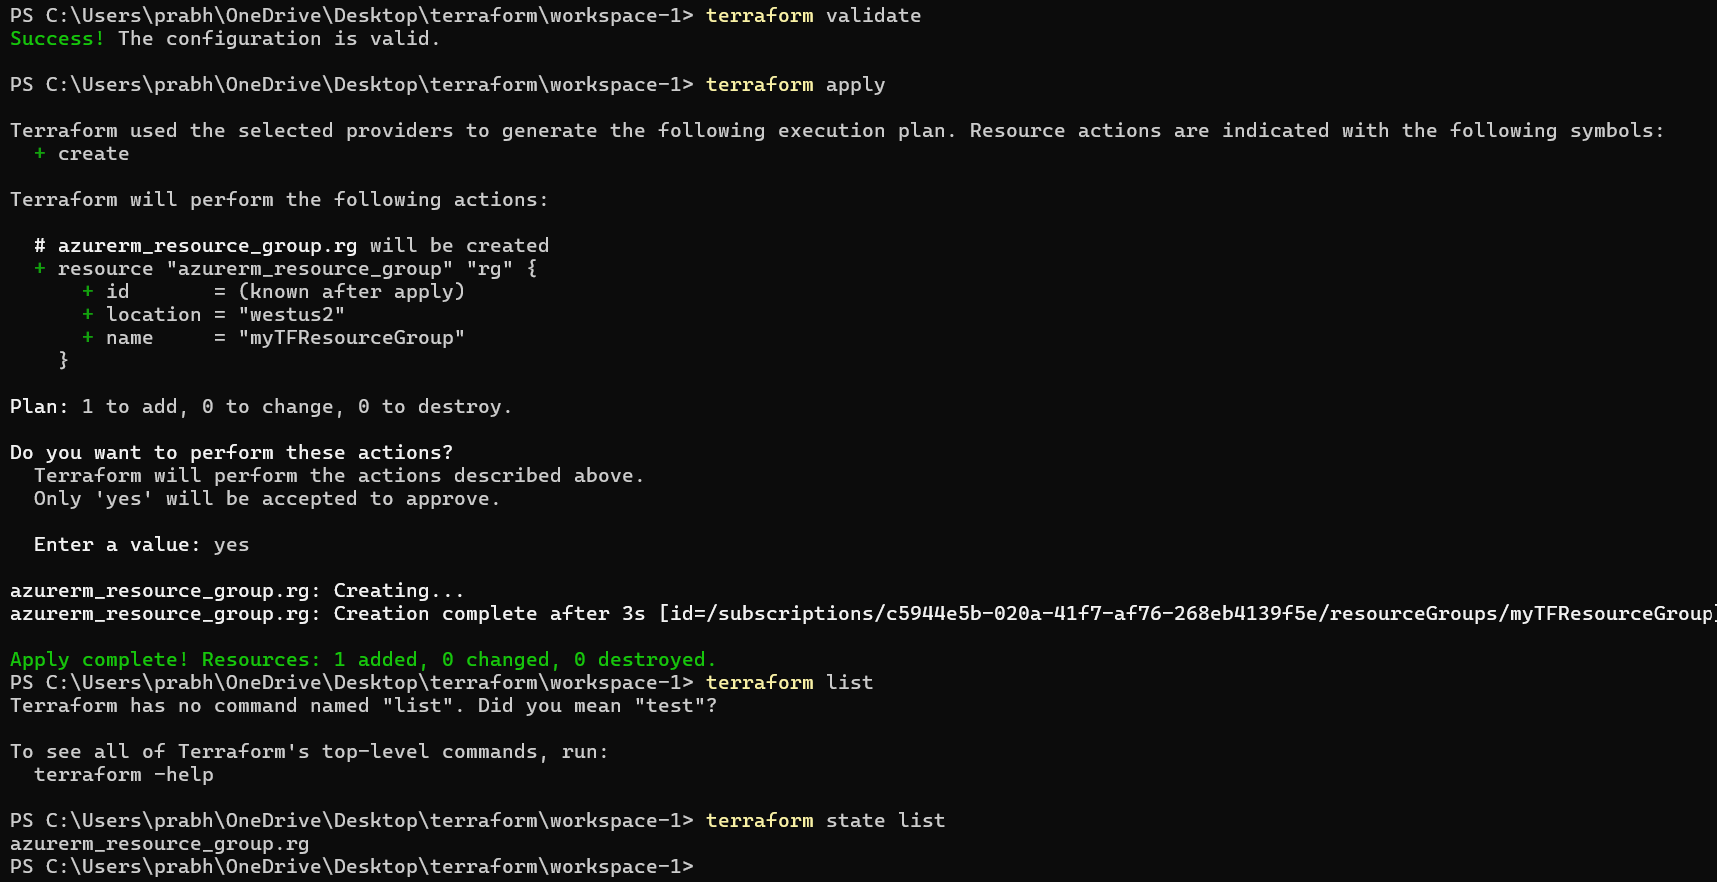 PS C:\Users\prabh\OneDrive\Desktop\terraform\workspace-1> terraform validate
Success! The configuration is valid.

PS C:\Users\prabh\OneDrive\Desktop\terraform\workspace-1> terraform apply

Terraform used the selected providers to generate the following execution plan. Resource actions are indicated with the following symbols:
  + create

Terraform will perform the following actions:

  # azurerm_resource_group.rg will be created
  + resource "azurerm_resource_group" "rg" {
      + id       = (known after apply)
      + location = "westus2"
      + name     = "myTFResourceGroup"
    }

Plan: 1 to add, 0 to change, 0 to destroy.

Do you want to perform these actions?
  Terraform will perform the actions described above.
  Only 'yes' will be accepted to approve.

  Enter a value: yes

azurerm_resource_group.rg: Creating...
azurerm_resource_group.rg: Creation complete after 3s [id=/subscriptions/c5944e5b-020a-41f7-af76-268eb4139f5e/resourceGroups/myTFResourceGroup]

Apply complete! Resources: 1 added, 0 changed, 0 destroyed.
PS C:\Users\prabh\OneDrive\Desktop\terraform\workspace-1> terraform list
Terraform has no command named "list". Did you mean "test"?

To see all of Terraform's top-level commands, run:
  terraform -help

PS C:\Users\prabh\OneDrive\Desktop\terraform\workspace-1> terraform state list
azurerm_resource_group.rg
PS C:\Users\prabh\OneDrive\Desktop\terraform\workspace-1>